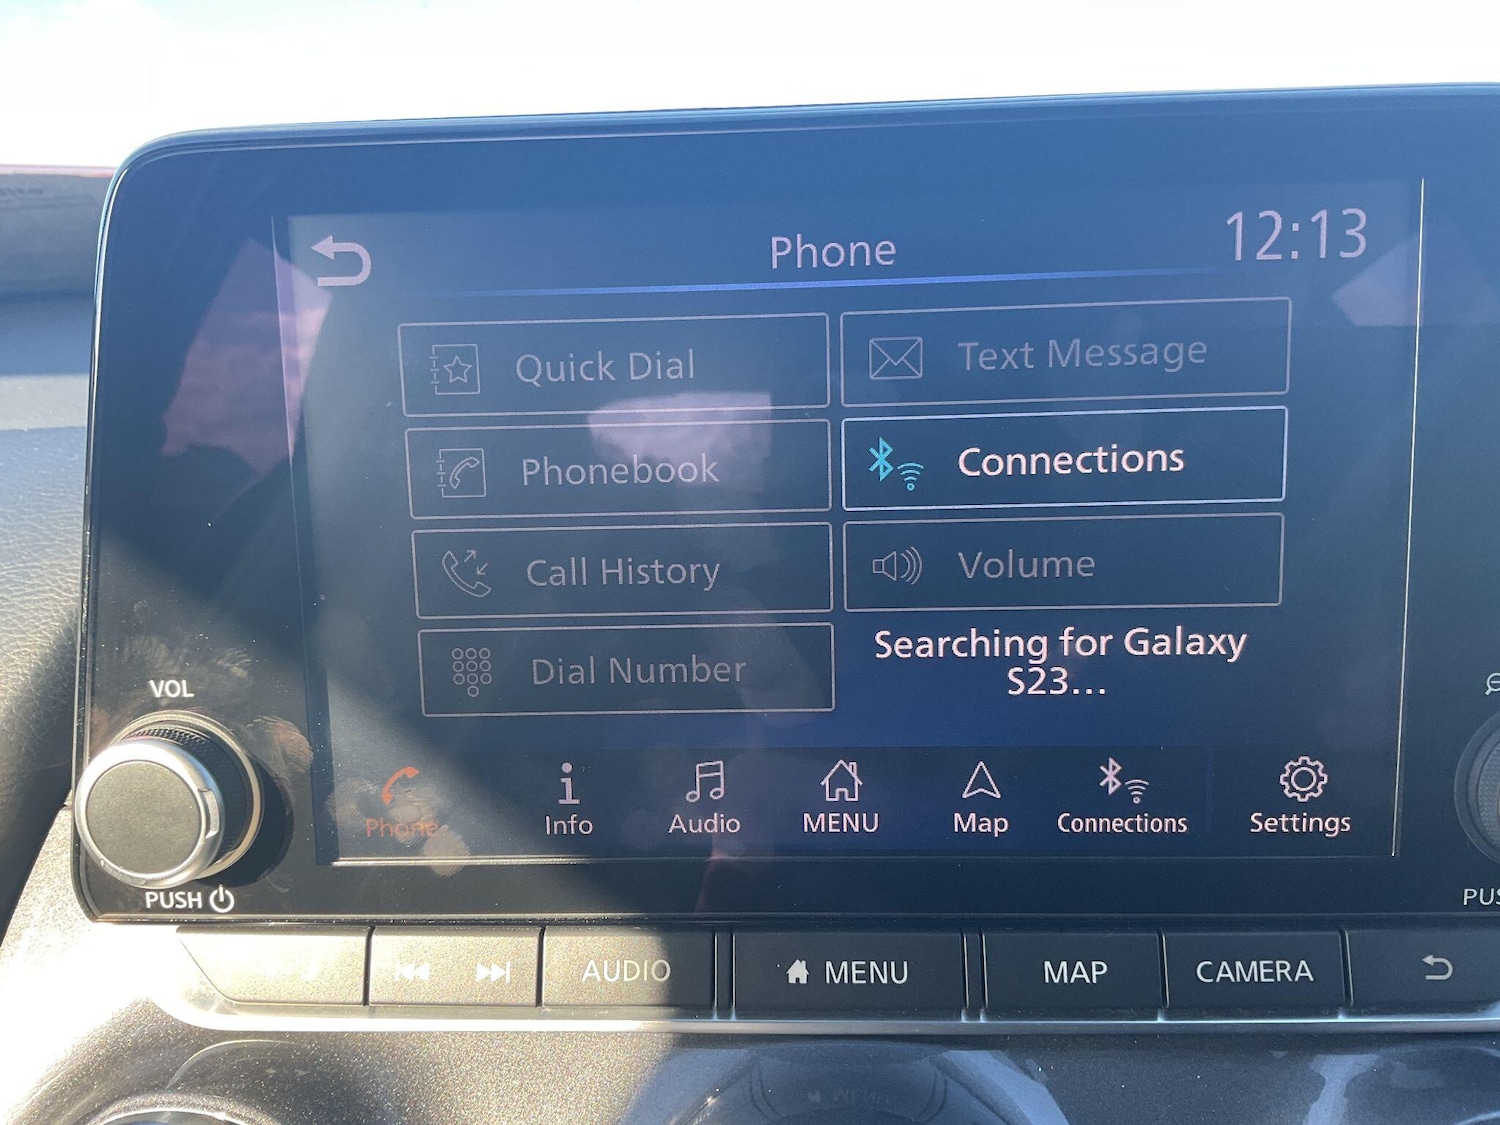 Phone
12:13
Quick Dial
Text Message
Phonebook
Connections
Call History
Volume
Dial Number
Searching for Galaxy
S23...
Phone
Info
Audio
MENU
Map
Connections
Settings
VOL
PUSH
AUDIO
MENU
MAP
CAMERA